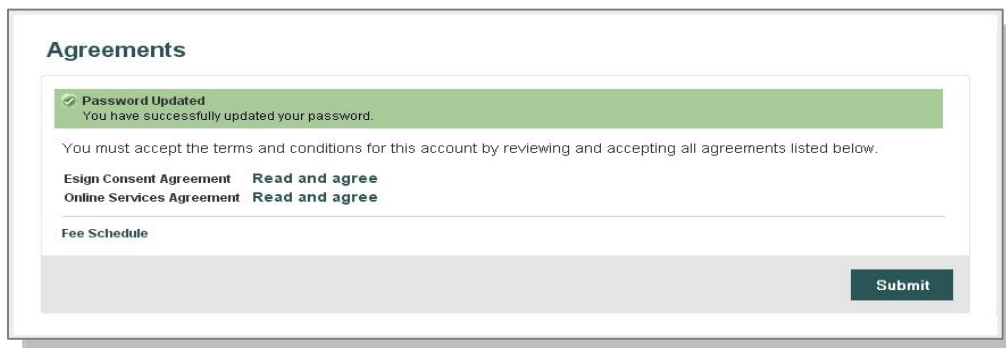 Agreements
Password Updated
You have successfully updated your password.
You must accept the terms and conditions for this account by reviewing and accepting all agreements listed below.
Esign Consent Agreement Read and agree
Online Services Agreement Read and agree
Fee Schedule
Submit